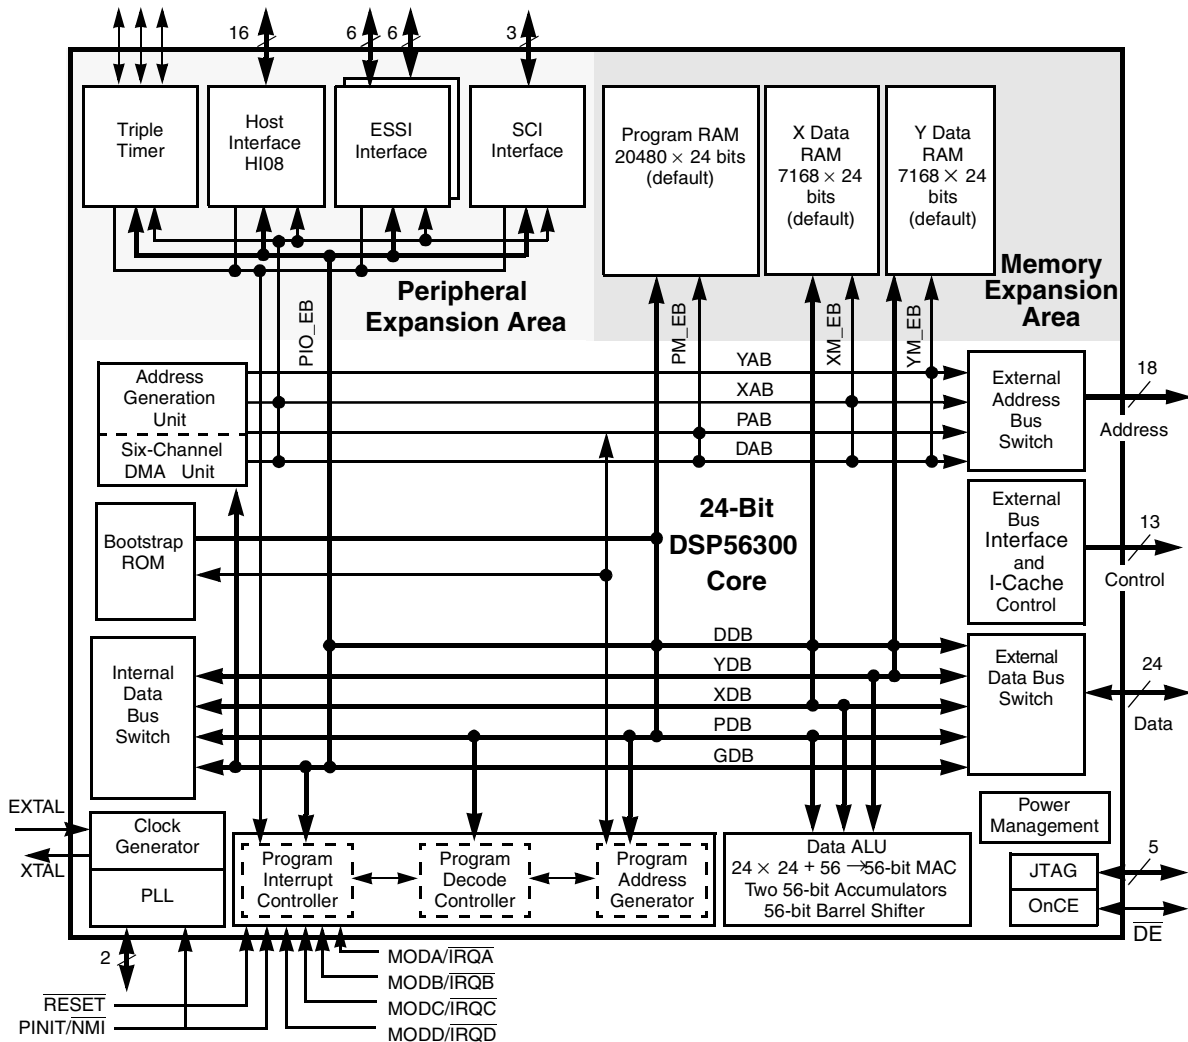 16
6
6
3
Triple
Timer
Host
Interface
HI08
ESSI
Interface
SCI
Interface
Program RAM
20480 × 24 bits
(default)
X Data
RAM
7168 × 24
bits
(default)
Y Data
RAM
7168 × 24
bits
(default)
Peripheral
Expansion Area
Memory
Expansion
Area
PIO_EB
PM_EB
XM_EB
YM_EB
Address
Generation
Unit
Six-Channel
DMA Unit
YAB
XAB
PAB
DAB
External
Address
Bus
Switch
18
Address
Bootstrap
ROM
24-Bit
DSP56300
Core
External
Bus
Interface
and
I-Cache
Control
13
Control
Internal
Data
Bus
Switch
DDB
YDB
XDB
PDB
GDB
External
Data Bus
Switch
24
Data
EXTAL
XTAL
Clock
Generator
PLL
2
Program
Interrupt
Controller
Program
Decode
Controller
Program
Address
Generator
Data ALU
24 × 24 + 56 → 56-bit MAC
Two 56-bit Accumulators
56-bit Barrel Shifter
Power
Management
JTAG
OnCE
5
DE
RESET
PINIT/NMI
MODA/IRQA
MODB/IRQB
MODC/IRQC
MODD/IRQD